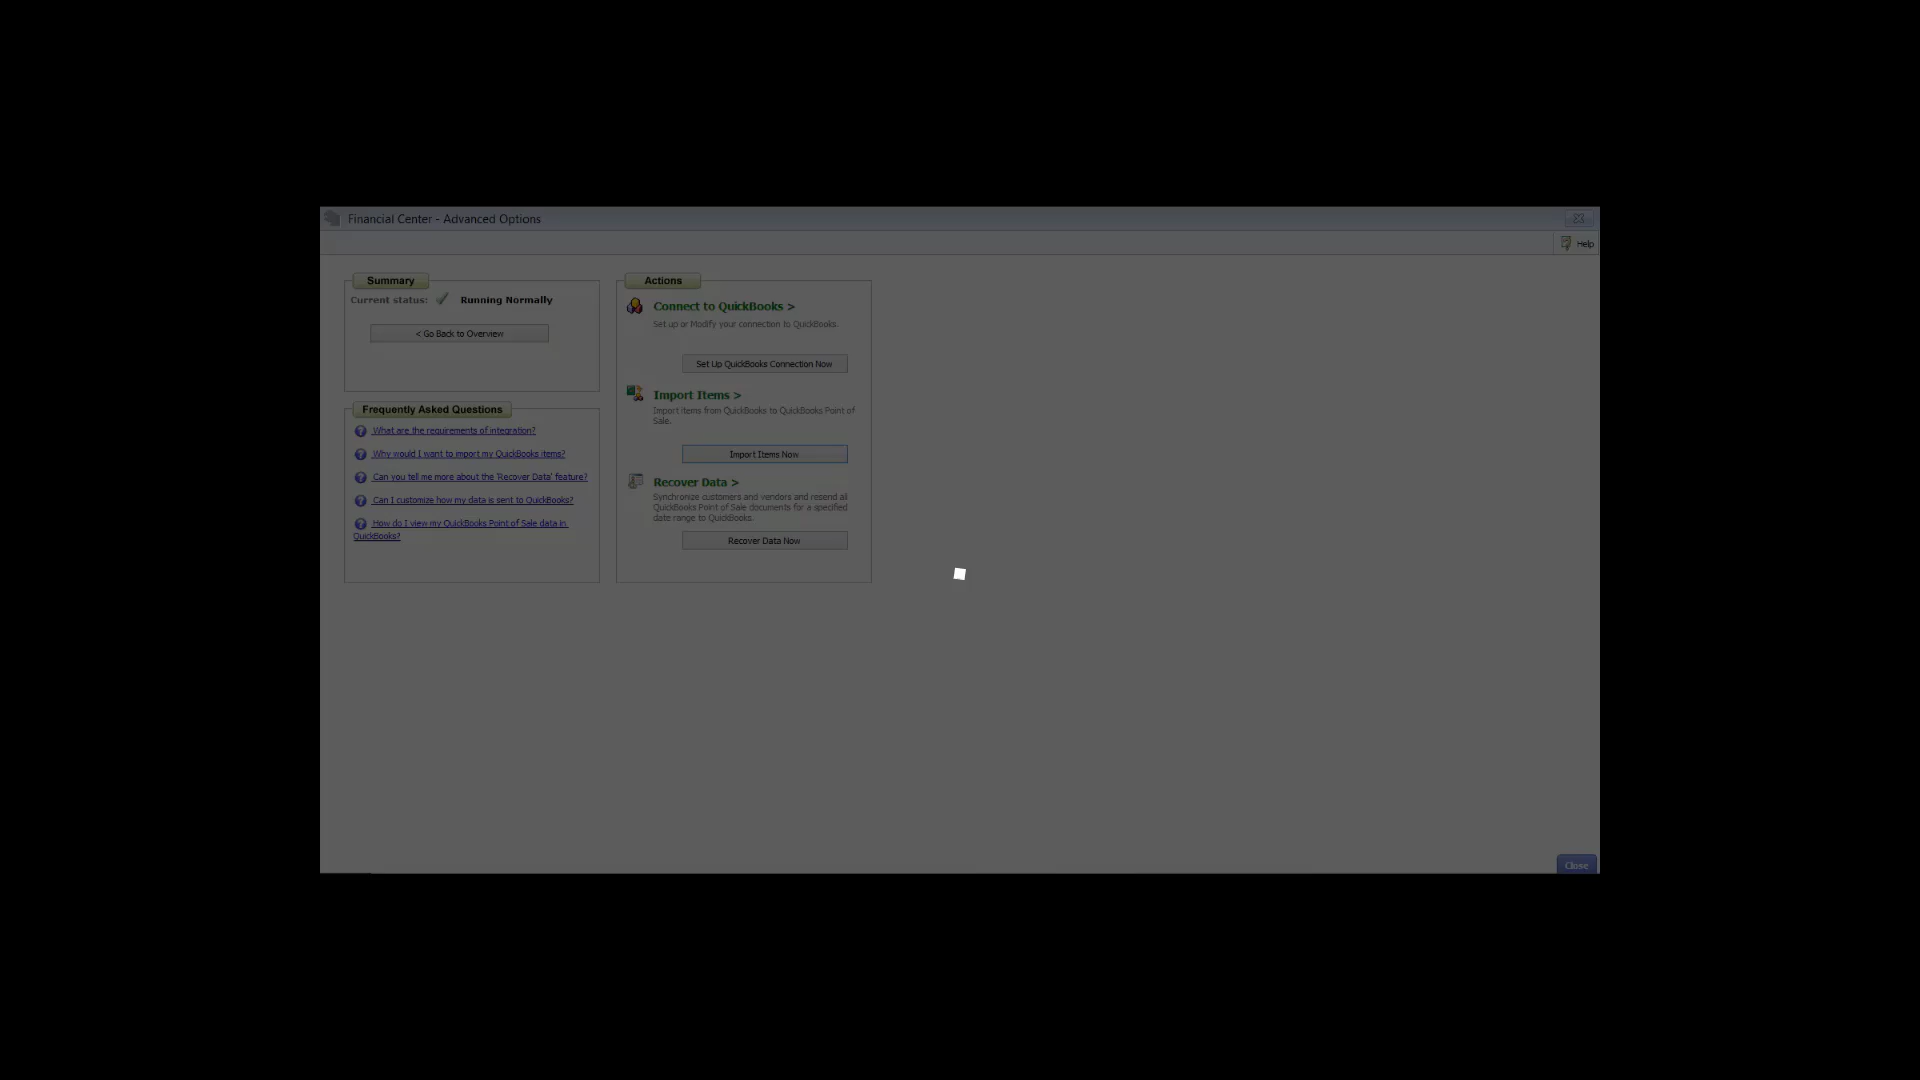 Financial Center - Advanced Options
Help
Summary
Current status: Running Normally
< Go Back to Overview
Frequently Asked Questions
What are the requirements of integration?
Why would I want to import my QuickBooks items?
Can you tell me more about the 'Recover Data' feature?
Can I customize how my data is sent to QuickBooks?
How do I view my QuickBooks Point of Sale data in
QuickBooks?
Actions
Connect to QuickBooks >
Set up or Modify your connection to QuickBooks.
Set Up QuickBooks Connection Now
Import Items >
Import items from QuickBooks to QuickBooks Point of
Sale.
Import Items Now
Recover Data >
Synchronize customers and vendors and resend all
QuickBooks Point of Sale documents for a specified
date range to QuickBooks.
Recover Data Now
Close